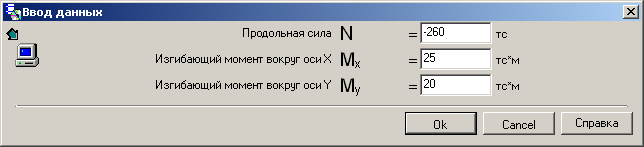 Ввод данных
Продольная сила N = -260 тс
Изгибающий момент вокруг оси X Mx = 25 тс*м
Изгибающий момент вокруг оси Y My = 20 тс*м
Ok Cancel Справка